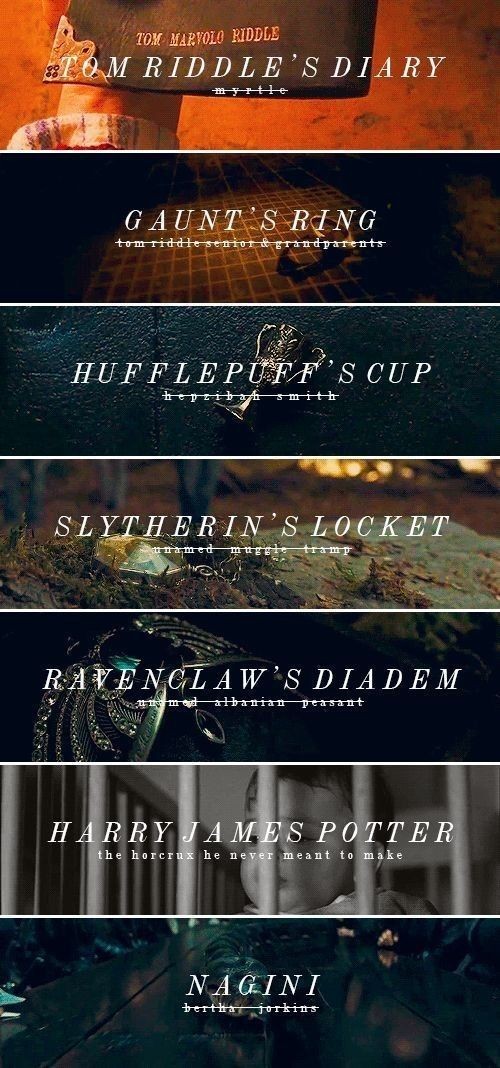 TOM MARVOLO RIDDLE
TOM RIDDLE'S DIARY
myrtle
GAUNT'S RING
tom riddle senior & grandparents
HUFFLEPUFF'S CUP
hepzibah smith
SLYTHERIN'S LOCKET
unamed muggle tramp
RAVENCLAW'S DIADEM
unamed albanian peasant
HARRY JAMES POTTER
the horcrux he never meant to make
NAGINI
bertha jorkins